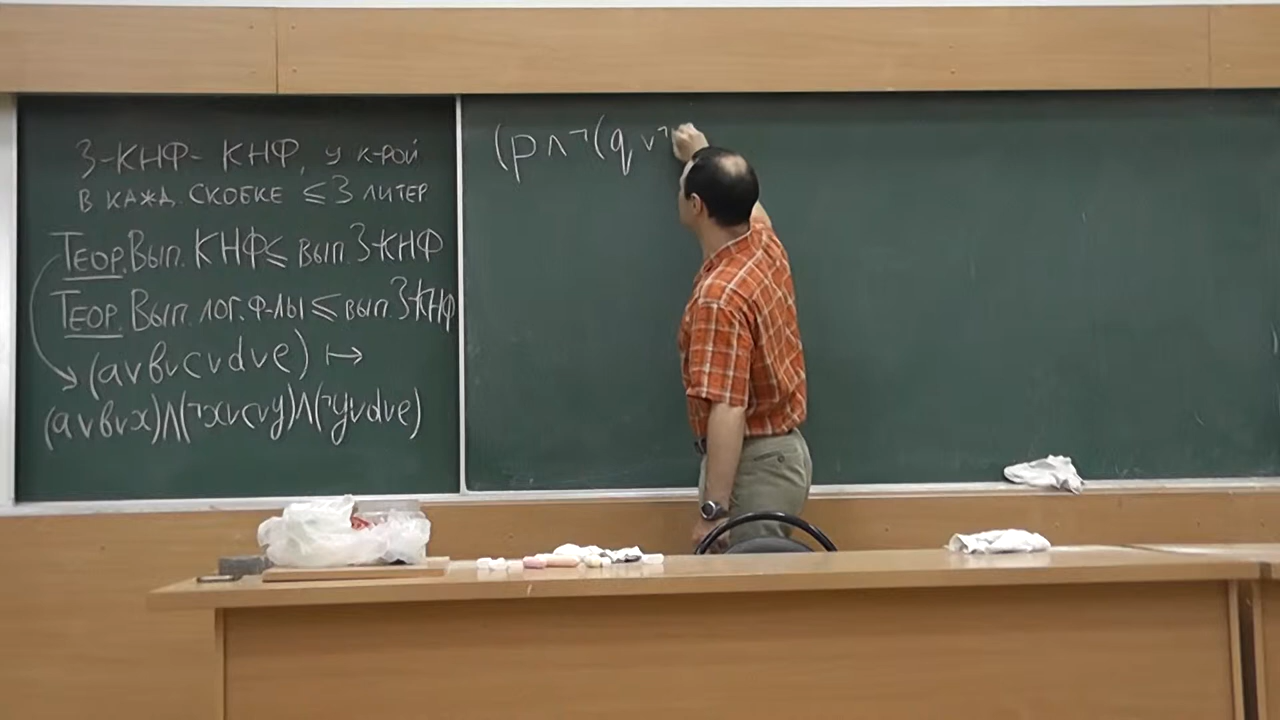 3-КНФ - КНФ, у к-рой
в кажд. скобке ≤ 3 литер
Теор. Вып. КНФ ≤ вып. 3-КНФ
Теор. Вып. лог. ф-лы ≤ вып. 3-КНФ
(a∨b∨c∨d∨e) ↦
(a∨b∨x)∧(¬x∨c∨y)∧(¬y∨d∨e)
(p∧¬(q∨¬